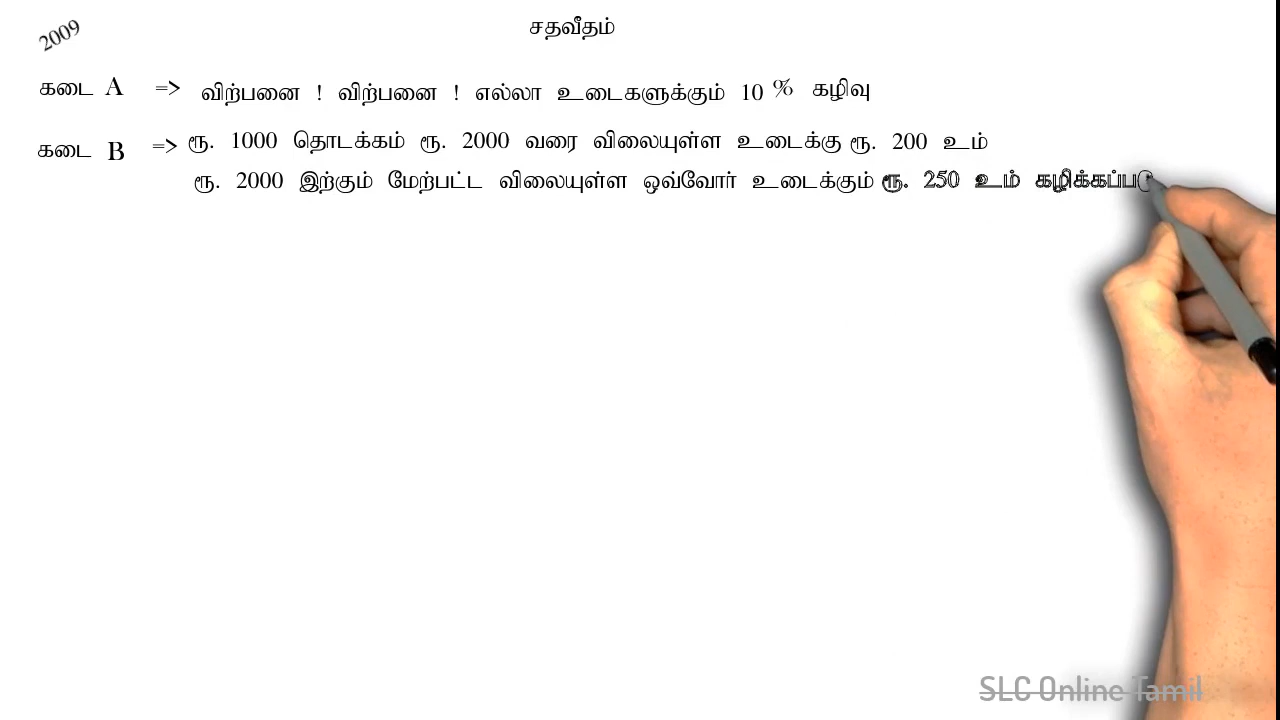 2009
சதவீதம்
கடை A => விற்பனை ! விற்பனை ! எல்லா உடைகளுக்கும் 10 % கழிவு
கடை B => ரூ. 1000 தொடக்கம் ரூ. 2000 வரை விலையுள்ள உடைக்கு ரூ. 200 உம்
ரூ. 2000 இற்கும் மேற்பட்ட விலையுள்ள ஒவ்வோர் உடைக்கும் ரூ. 250 உம்
SLC Online Tamil